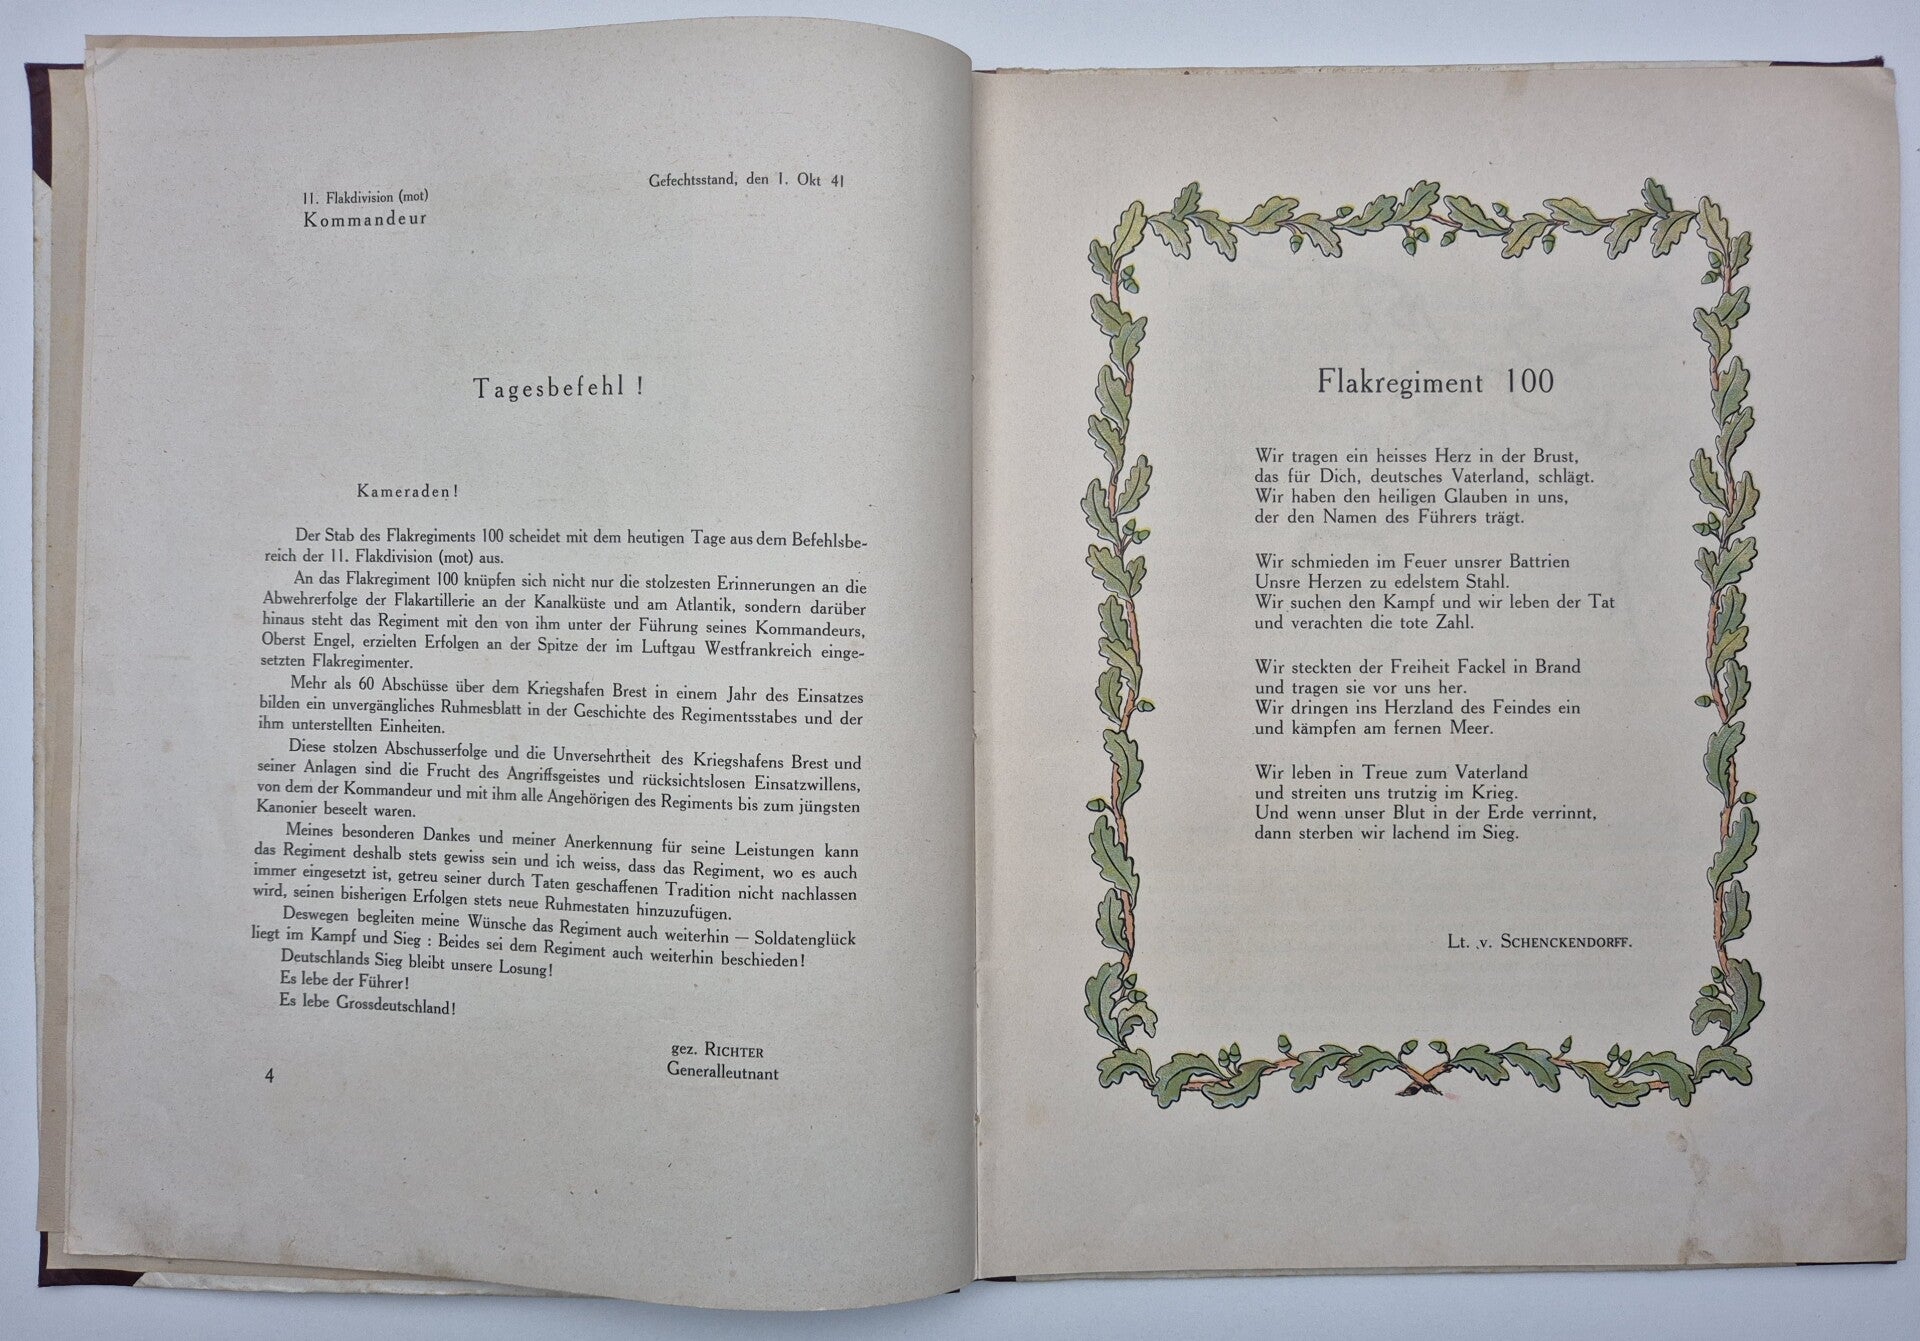 Gefechtsstand, den 1. Okt 41
11. Flakdivision (mot)
Kommandeur
Tagesbefehl !
Kameraden !
Der Stab des Flakregiments 100 scheidet mit dem heutigen Tage aus dem Befehlsbe-
reich der 11. Flakdivision (mot) aus.
An das Flakregiment 100 knüpfen sich nicht nur die stolzesten Erinnerungen an die
Abwehrerfolge der Flakartillerie an der Kanalküste und am Atlantik, sondern darüber
hinaus steht das Regiment mit den von ihm unter der Führung seines Kommandeurs,
Oberst Engel, erzielten Erfolgen an der Spitze der im Luftgau Westfrankreich einge-
setzten Flakregimenter.
Mehr als 60 Abschüsse über dem Kriegshafen Brest in einem Jahr des Einsatzes
bilden ein unvergängliches Ruhmesblatt in der Geschichte des Regimentsstabes und der
ihm unterstellten Einheiten.
Diese stolzen Abschusserfolge und die Unversehrtheit des Kriegshafens Brest und
seiner Anlagen sind die Frucht des Angriffsgeistes und rücksichtslosen Einsatzwillens,
von dem der Kommandeur und mit ihm alle Angehörigen des Regiments bis zum jüngsten
Kanonier beseelt waren.
Meines besonderen Dankes und meiner Anerkennung für seine Leistungen kann
das Regiment deshalb stets gewiss sein und ich weiss, dass das Regiment, wo es auch
immer eingesetzt ist, getreu seiner durch Taten geschaffenen Tradition nicht nachlassen
wird, seinen bisherigen Erfolgen stets neue Ruhmestaten hinzuzufügen.
Deswegen begleiten meine Wünsche das Regiment auch weiterhin — Soldatenglück
liegt im Kampf und Sieg : Beides sei dem Regiment auch weiterhin beschieden !
Deutschlands Sieg bleibt unsere Losung!
Es lebe der Führer!
Es lebe Grossdeutschland!
gez. RICHTER
Generalleutnant
4
Flakregiment 100
Wir tragen ein heisses Herz in der Brust,
das für Dich, deutsches Vaterland, schlägt.
Wir haben den heiligen Glauben in uns,
der den Namen des Führers trägt.
Wir schmieden im Feuer unsrer Battrien
Unsre Herzen zu edelstem Stahl.
Wir suchen den Kampf und wir leben der Tat
und verachten die tote Zahl.
Wir steckten der Freiheit Fackel in Brand
und tragen sie vor uns her.
Wir dringen ins Herzland des Feindes ein
und kämpfen am fernen Meer.
Wir leben in Treue zum Vaterland
und streiten uns trutzig im Krieg.
Und wenn unser Blut in der Erde verrinnt,
dann sterben wir lachend im Sieg.
Lt. v. SCHENCKENDORFF.